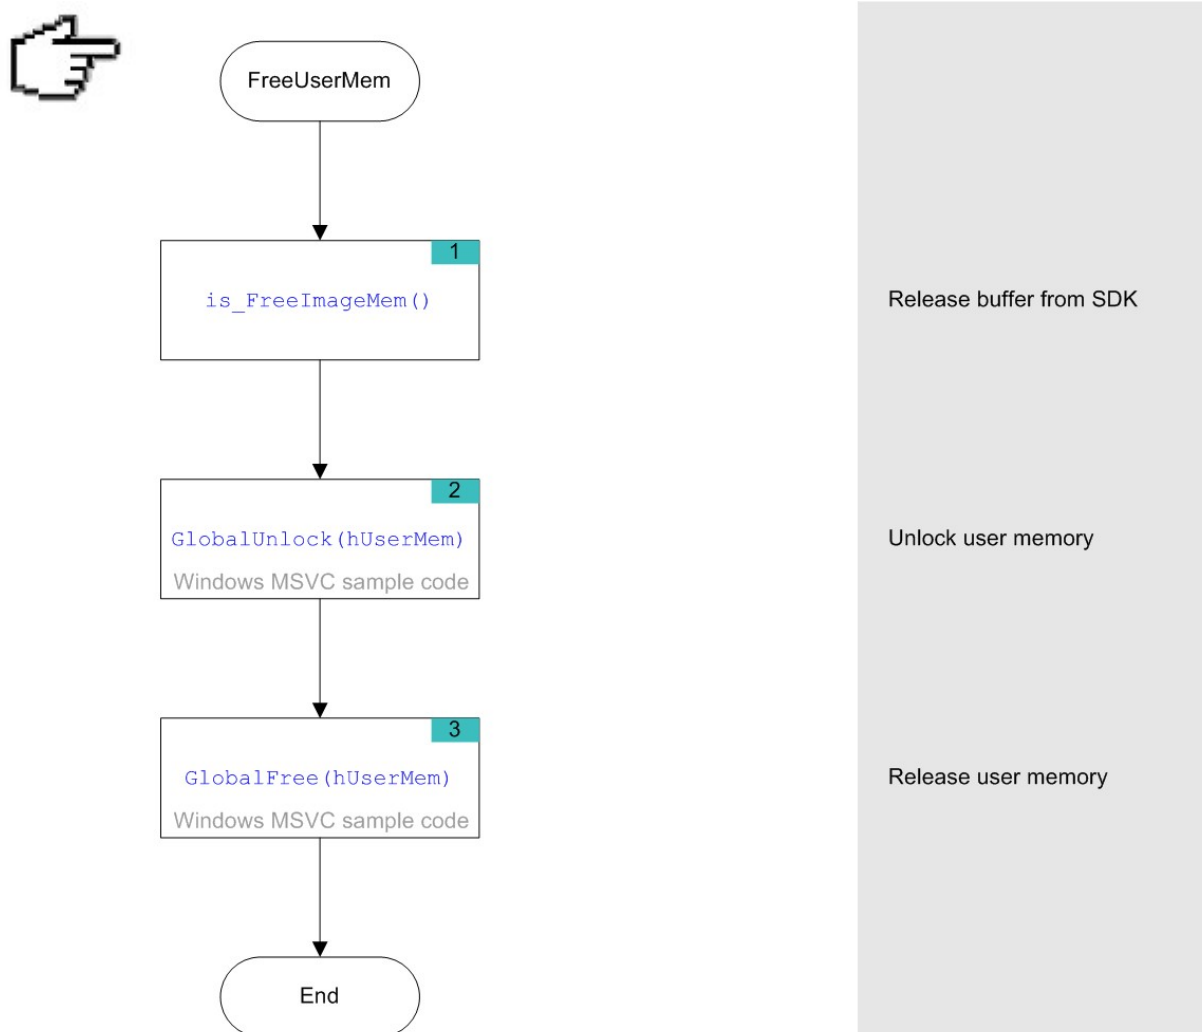 FreeUserMem
1
is_FreeImageMem()
Release buffer from SDK
2
GlobalUnlock(hUserMem)
Unlock user memory
Windows MSVC sample code
3
GlobalFree(hUserMem)
Release user memory
Windows MSVC sample code
End